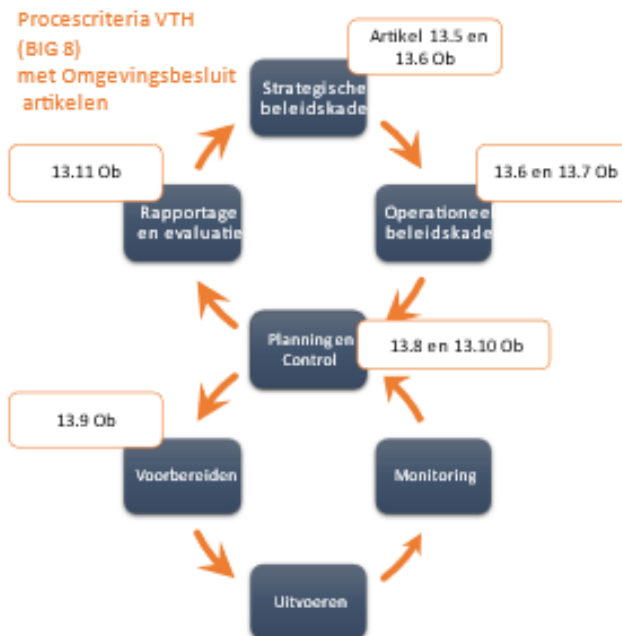 Procescriteria VTH
(BIG 8)
met Omgevingsbesluit
artikelen
Artikel 13.5 en
13.6 Ob
Strategische
beleidskade
13.11 Ob
13.6 en 13.7 Ob
Rapportage
en evaluatie
Operationeel
beleidskade
Planning en
Control
13.8 en 13.10 Ob
13.9 Ob
Voorbereiden
Monitoring
Uitvoeren